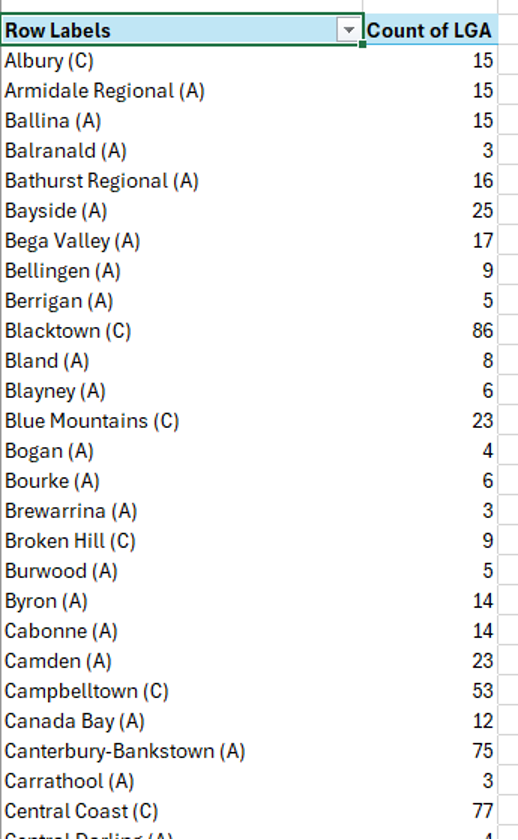 Row Labels Count of LGA
Albury (C) 15
Armidale Regional (A) 15
Ballina (A) 15
Balranald (A) 3
Bathurst Regional (A) 16
Bayside (A) 25
Bega Valley (A) 17
Bellingen (A) 9
Berrigan (A) 5
Blacktown (C) 86
Bland (A) 8
Blayney (A) 6
Blue Mountains (C) 23
Bogan (A) 4
Bourke (A) 6
Brewarrina (A) 3
Broken Hill (C) 9
Burwood (A) 5
Byron (A) 14
Cabonne (A) 14
Camden (A) 23
Campbelltown (C) 53
Canada Bay (A) 12
Canterbury-Bankstown (A) 75
Carrathool (A) 3
Central Coast (C) 77
Central Darling (A) 4